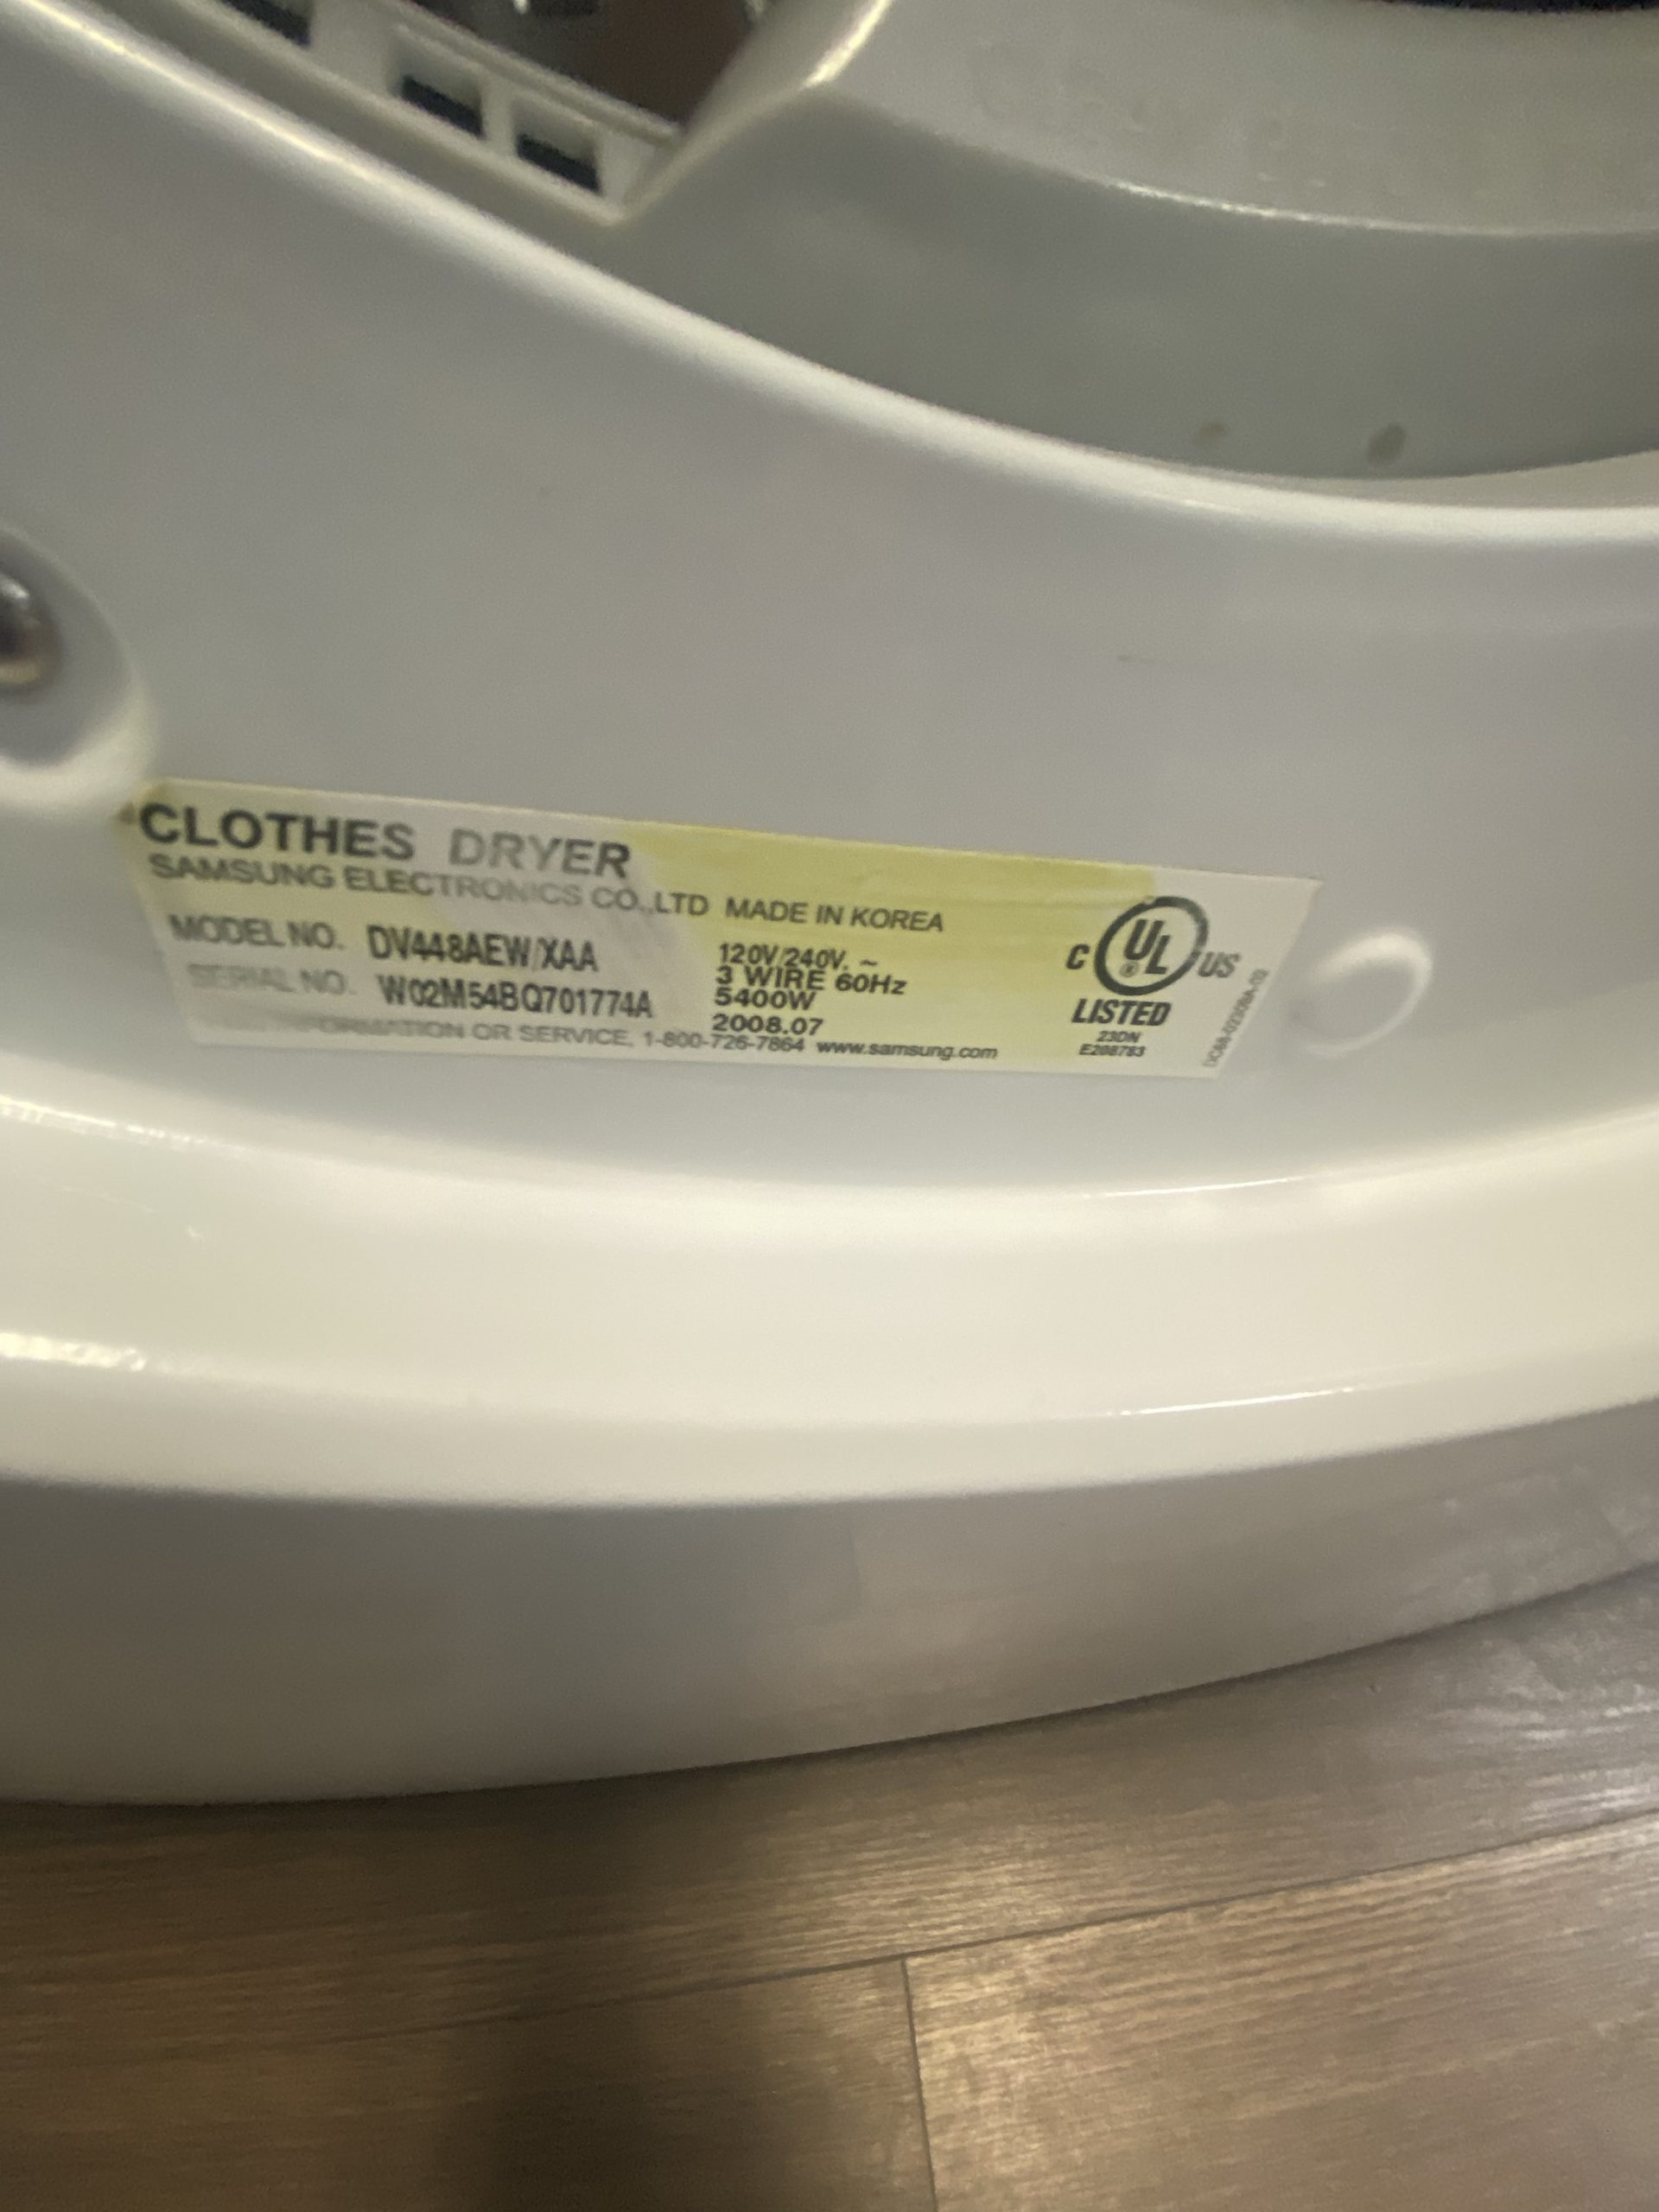 CLOTHES DRYER
SAMSUNG ELECTRONICS CO.,LTD MADE IN KOREA
MODEL NO. DV448AEW/XAA
SERIAL NO. W02M54BQ701774A
120V/240V. ~
3 WIRE 60Hz
5400W
2008.07
INFORMATION OR SERVICE, 1-800-726-7864 www.samsung.com
C UL ® US
LISTED
23DN
E208783